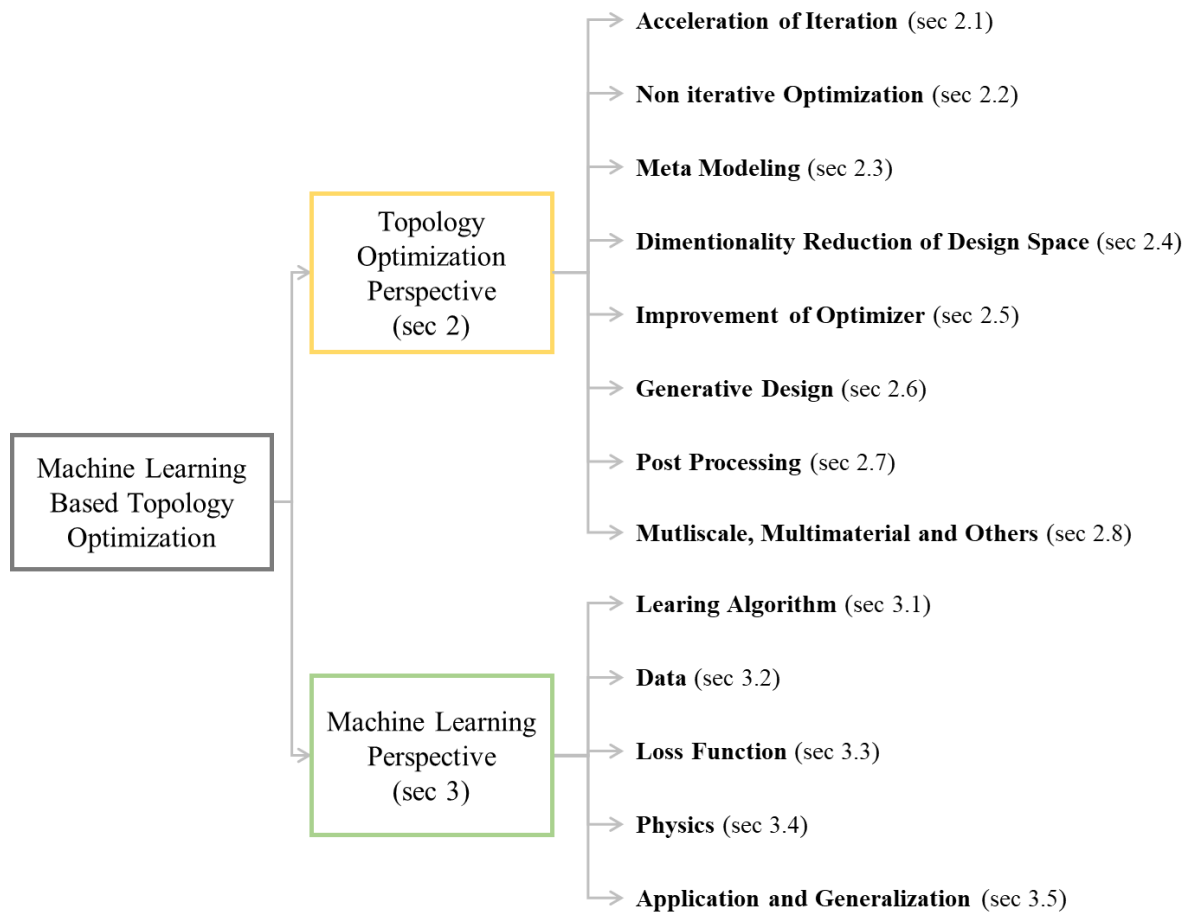 Machine Learning
Based Topology
Optimization
Topology
Optimization
Perspective
(sec 2)
Acceleration of Iteration (sec 2.1)
Non iterative Optimization (sec 2.2)
Meta Modeling (sec 2.3)
Dimentionality Reduction of Design Space (sec 2.4)
Improvement of Optimizer (sec 2.5)
Generative Design (sec 2.6)
Post Processing (sec 2.7)
Mutliscale, Multimaterial and Others (sec 2.8)
Machine Learning
Perspective
(sec 3)
Learing Algorithm (sec 3.1)
Data (sec 3.2)
Loss Function (sec 3.3)
Physics (sec 3.4)
Application and Generalization (sec 3.5)